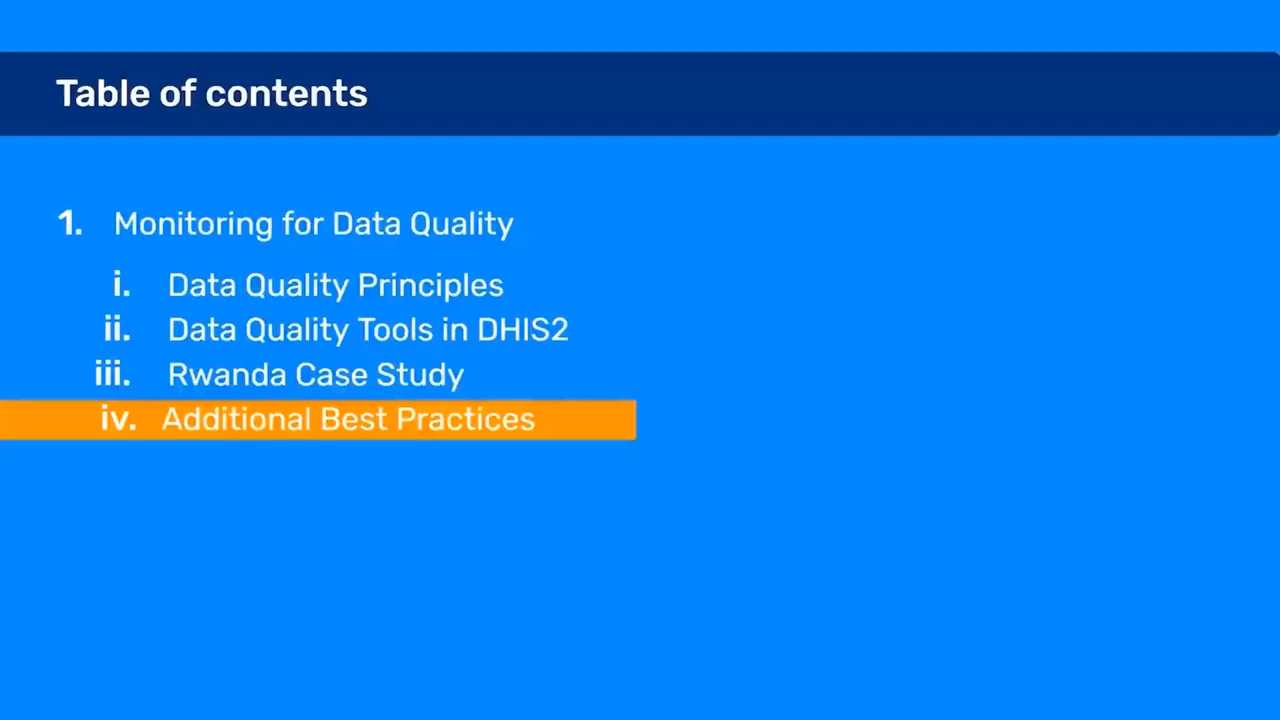 Table of contents
1. Monitoring for Data Quality
i. Data Quality Principles
ii. Data Quality Tools in DHIS2
iii. Rwanda Case Study
iv. Additional Best Practices